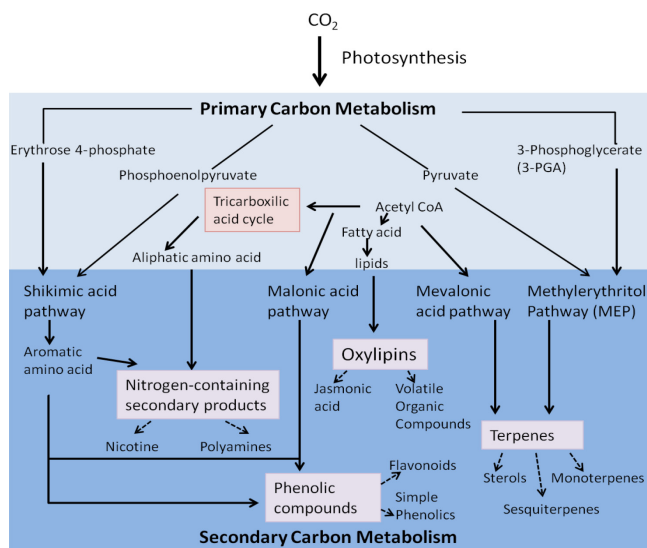 CO2
Photosynthesis
Primary Carbon Metabolism
Erythrose 4-phosphate
3-Phosphoglycerate
(3-PGA)
Phosphoenolpyruvate
Pyruvate
Tricarboxilic
acid cycle
Acetyl CoA
Fatty acid
Aliphatic amino acid
lipids
Shikimic acid
pathway
Malonic acid
pathway
Mevalonic
acid pathway
Methylerythritol
Pathway (MEP)
Aromatic
amino acid
Oxylipins
Nitrogen-containing
secondary products
Jasmonic
acid
Volatile
Organic
Compounds
Nicotine
Polyamines
Terpenes
Flavonoids
Sterols
Monoterpenes
Phenolic
compounds
Simple
Phenolics
Sesquiterpenes
Secondary Carbon Metabolism